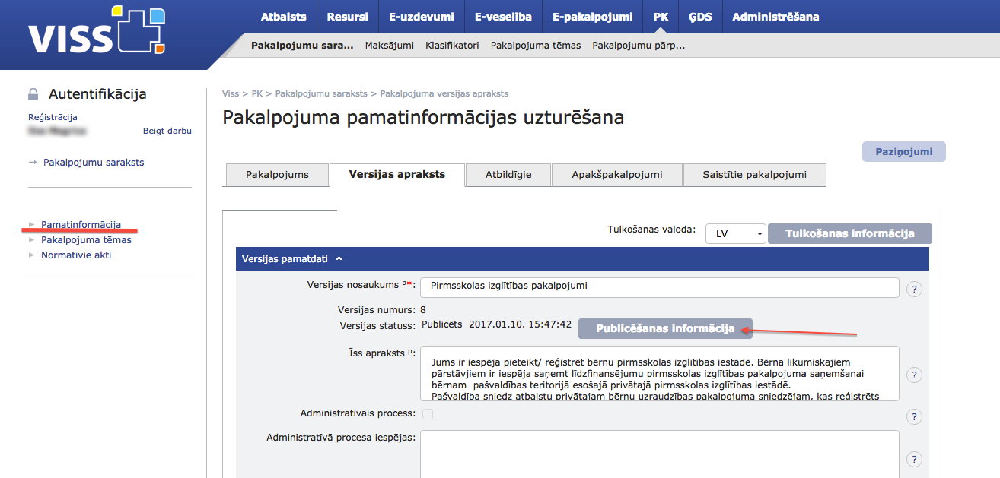 VISS
Atbalsts Resursi E-uzdevumi E-veselība E-pakalpojumi PK ĢDS Administrēšana
Pakalpojumu sara... Maksājumi Klasifikatori Pakalpojuma tēmas Pakalpojumu pārp...
Autentifikācija
Reģistrācija
Beigt darbu
→ Pakalpojumu saraksts
Pamatinformācija
Pakalpojuma tēmas
Normatīvie akti
Viss > PK > Pakalpojumu saraksts > Pakalpojuma versijas apraksts
Pakalpojuma pamatinformācijas uzturēšana
Paziņojumi
Pakalpojums Versijas apraksts Atbildīgie Apakšpakalpojumi Saistītie pakalpojumi
Tulkošanas valoda: LV Tulkošanas informācija
Versijas pamatdati
Versijas nosaukums P*: Pirmsskolas izglītības pakalpojumi ?
Versijas numurs: 8
Versijas statuss: Publicēts 2017.01.10. 15:47:42 Publicēšanas informācija
Īss apraksts P: Jums ir iespēja pieteikt/ reģistrēt bērnu pirmsskolas izglītības iestādē. Bērna likumiskajiem
pārstāvjiem ir iespēja saņemt līdzfinansējumu pirmsskolas izglītības pakalpojuma saņemšanai ?
bērnam pašvaldības teritorijā esošajā privātajā pirmsskolas izglītības iestādē.
Pašvaldība sniedz atbalstu privātajam bērnu uzraudzības pakalpojuma sniedzējam, kas reģistrēts
Administratīvais process: ?
Administratīvā procesa iespējas: ?